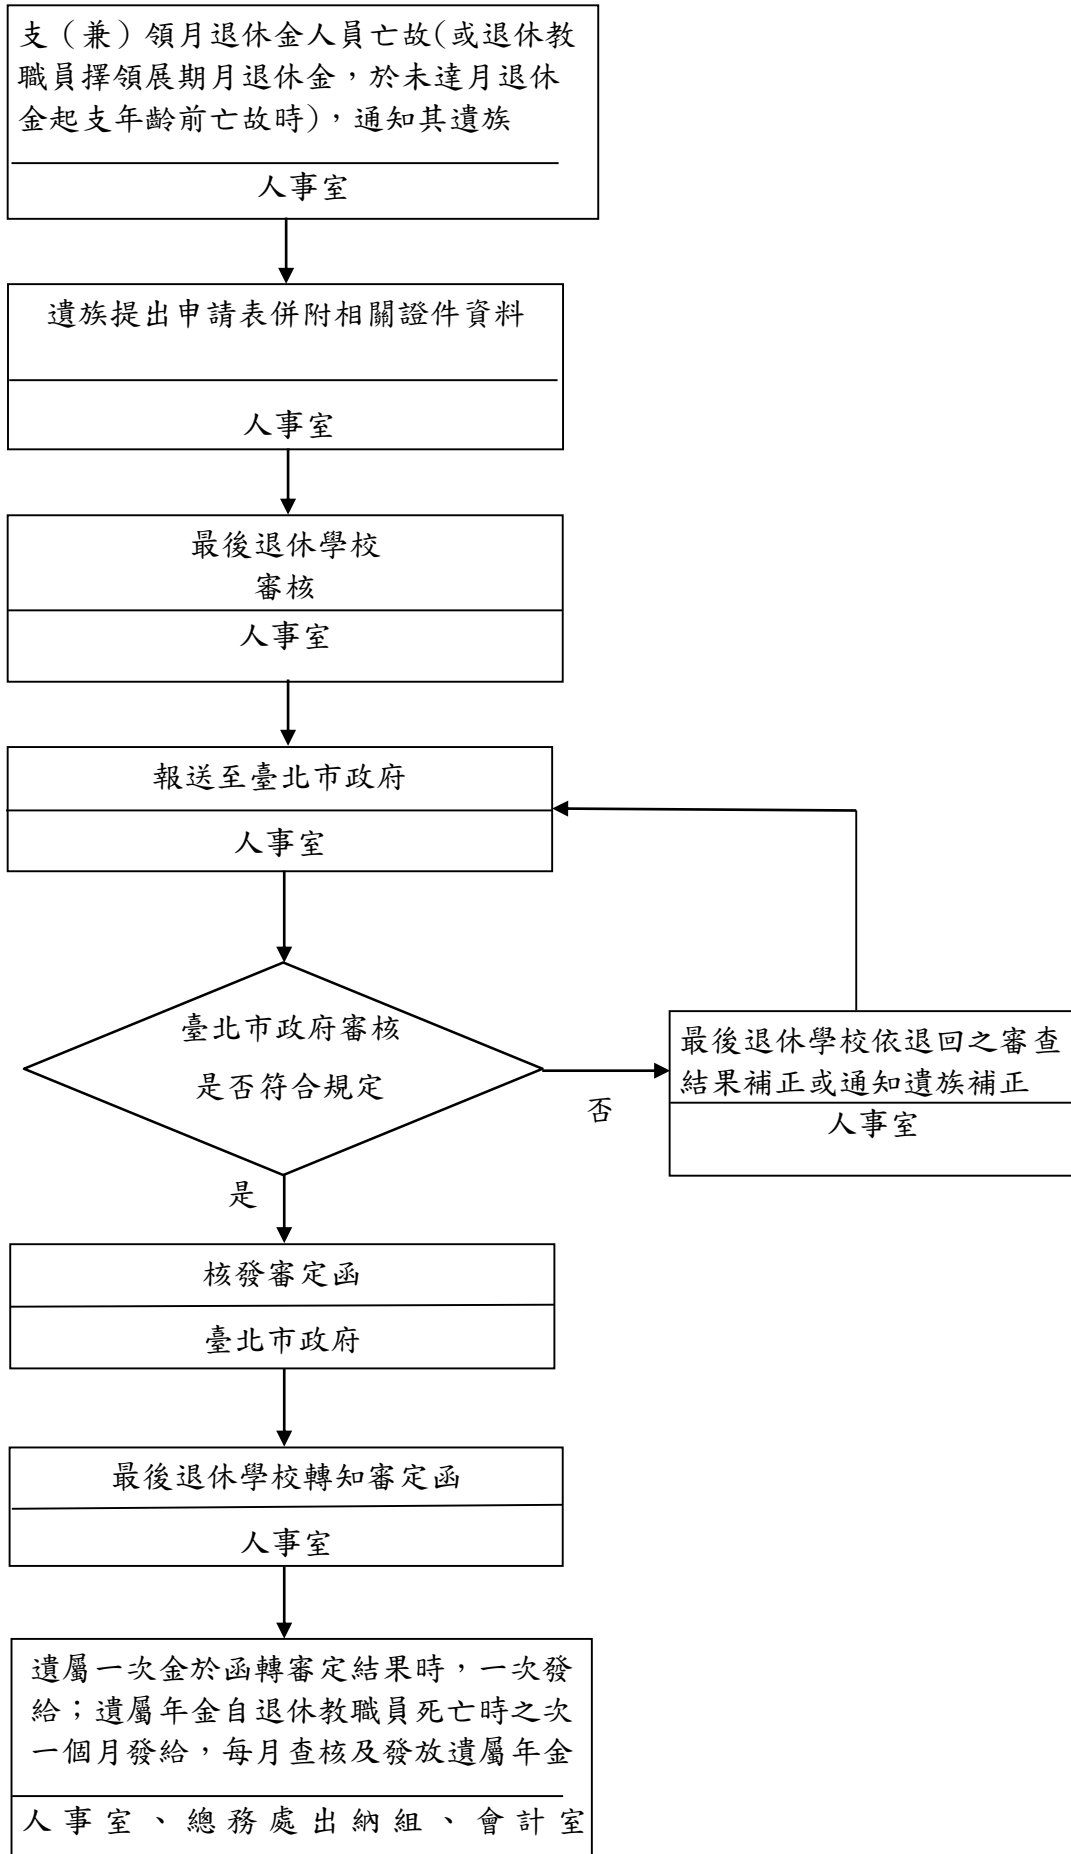 支（兼）領月退休金人員亡故(或退休教
職員擇領展期月退休金，於未達月退休
金起支年齡前亡故時)，通知其遺族
人事室
遺族提出申請表併附相關證件資料
人事室
最後退休學校
審核
人事室
報送至臺北市政府
人事室
臺北市政府審核
是否符合規定
否
最後退休學校依退回之審查
結果補正或通知遺族補正
人事室
是
核發審定函
臺北市政府
最後退休學校轉知審定函
人事室
遺屬一次金於函轉審定結果時，一次發
給；遺屬年金自退休教職員死亡時之次
一個月發給，每月查核及發放遺屬年金
人事室、總務處出納組、會計室